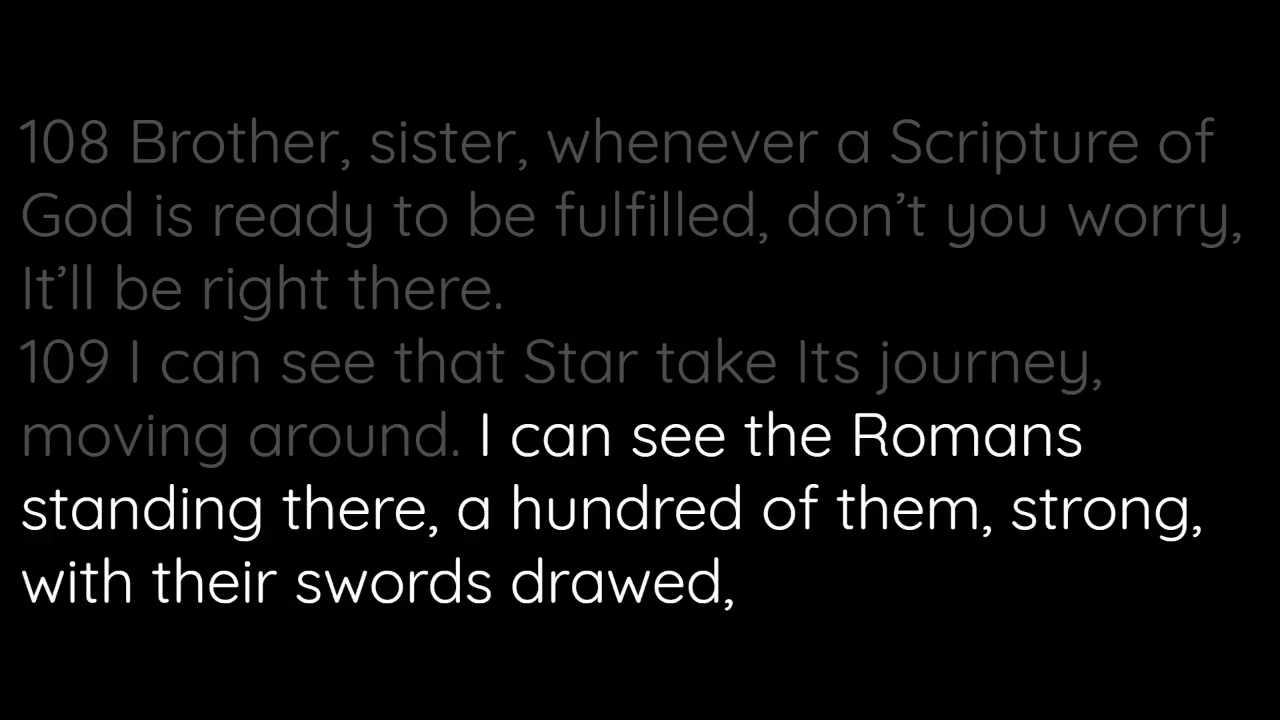 108 Brother, sister, whenever a Scripture of
God is ready to be fulfilled, don’t you worry,
It’ll be right there.
109 I can see that Star take Its journey,
moving around. I can see the Romans
standing there, a hundred of them, strong,
with their swords drawed,